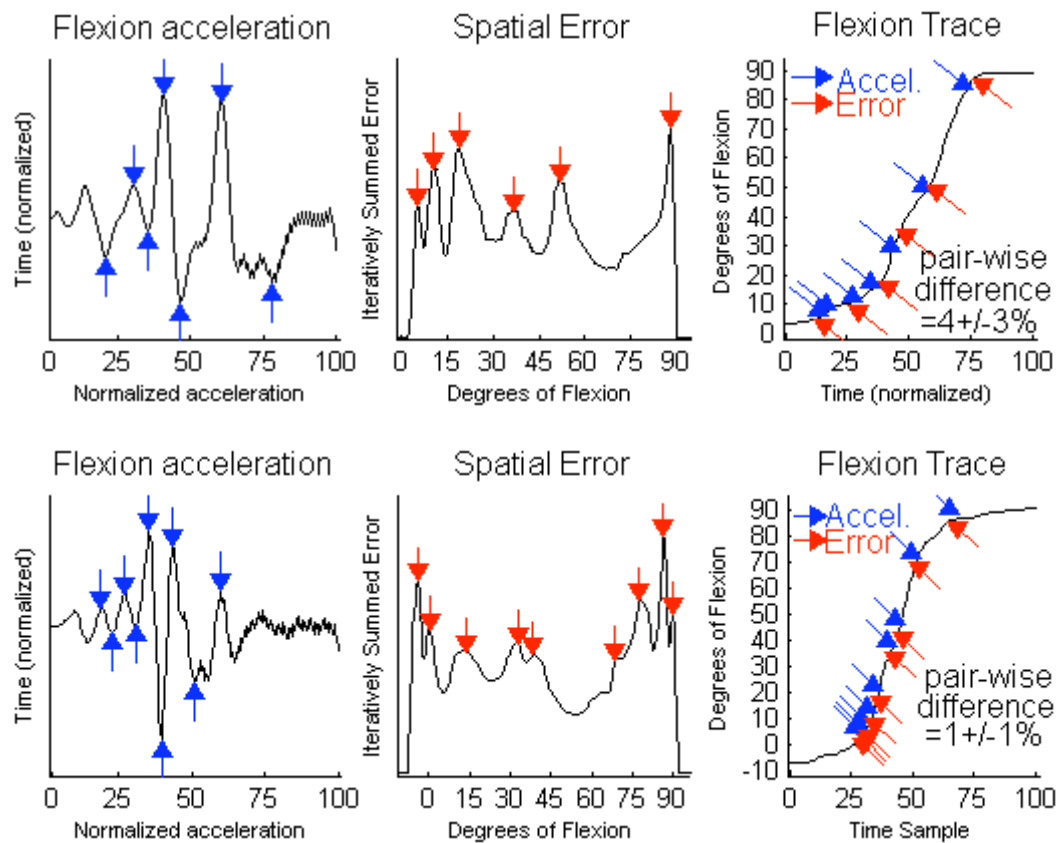 Flexion acceleration
Time (normalized)
0 25 50 75 100
Normalized acceleration
Spatial Error
Iteratively Summed Error
0 15 30 45 60 75 90
Degrees of Flexion
Flexion Trace
Degrees of Flexion
90
80
70
60
50
40
30
20
10
0
Accel.
Error
pair-wise
difference
=4+/-3%
0 25 50 75 100
Time (normalized)
Flexion acceleration
Time (normalized)
0 25 50 75 100
Normalized acceleration
Spatial Error
Iteratively Summed Error
0 15 30 45 60 75 90
Degrees of Flexion
Flexion Trace
Degrees of Flexion
90
80
70
60
50
40
30
20
10
0
-10
Accel.
Error
pair-wise
difference
=1+/-1%
0 25 50 75 100
Time Sample